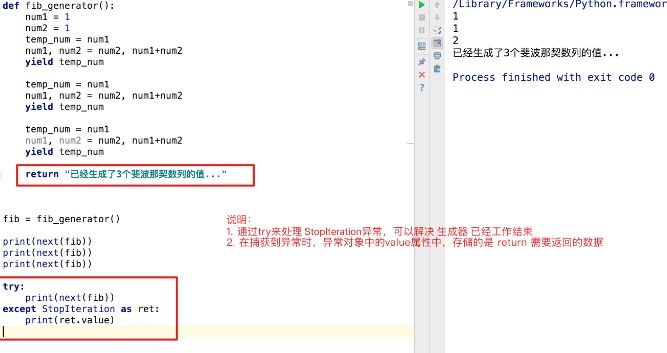 def fib_generator():
    num1 = 1
    num2 = 1
    temp_num = num1
    num1, num2 = num2, num1+num2
    yield temp_num

    temp_num = num1
    num1, num2 = num2, num1+num2
    yield temp_num

    temp_num = num1
    num1, num2 = num2, num1+num2
    yield temp_num

    return "已经生成了3个斐波那契数列的值..."

fib = fib_generator()

print(next(fib))
print(next(fib))
print(next(fib))

try:
    print(next(fib))
except StopIteration as ret:
    print(ret.value)

说明:
1. 通过try来处理 StopIteration异常, 可以解决 生成器 已经工作结束
2. 在捕获到异常时, 异常对象中的value属性中, 存储的是 return 需要返回的数据

/Library/Frameworks/Python.framewor
1
1
2
已经生成了3个斐波那契数列的值...

Process finished with exit code 0